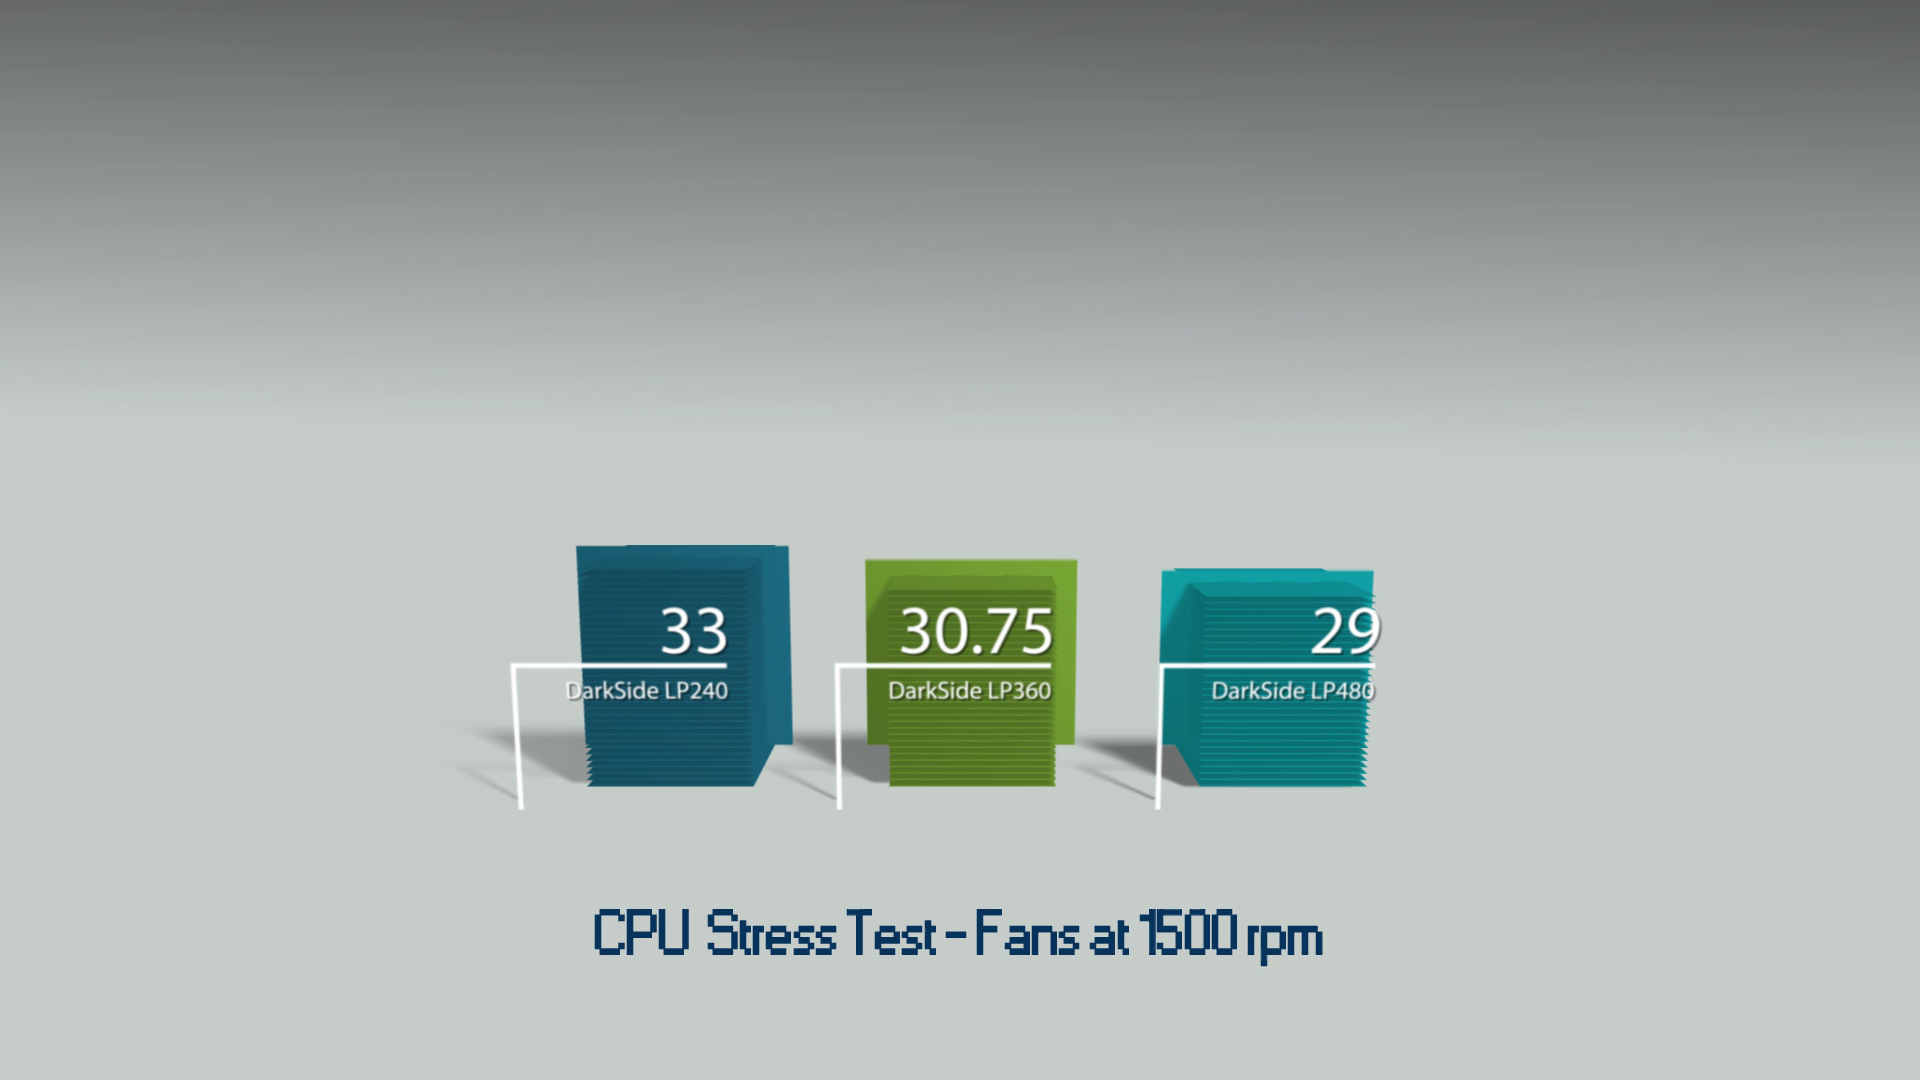 33
DarkSide LP240
30.75
DarkSide LP360
29
DarkSide LP480
CPU Stress Test - Fans at 1500 rpm